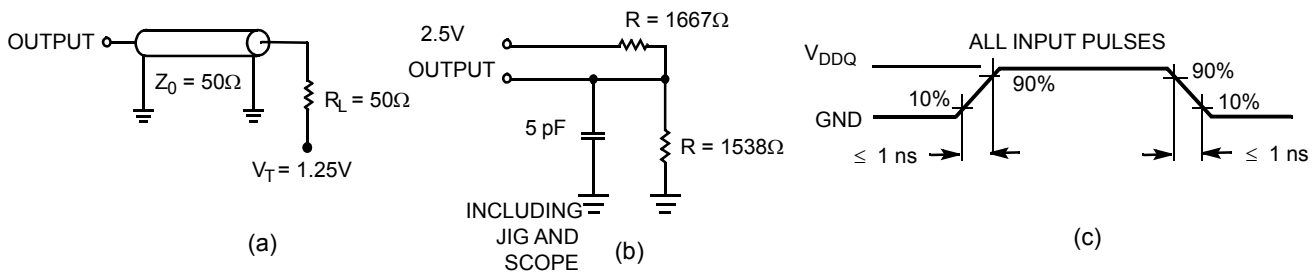 OUTPUT
Z0 = 50Ω
RL = 50Ω
VT = 1.25V
(a)
R = 1667Ω
2.5V
OUTPUT
5 pF
R = 1538Ω
INCLUDING
JIG AND
SCOPE
(b)
ALL INPUT PULSES
VDDQ
90%
10%
90%
10%
GND
≤ 1 ns
≤ 1 ns
(c)